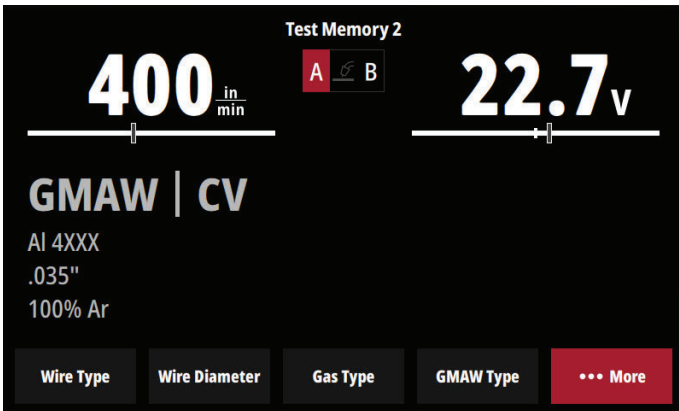 Test Memory 2
400 in/min
A B
22.7 V
GMAW | CV
Al 4XXX
.035"
100% Ar
Wire Type
Wire Diameter
Gas Type
GMAW Type
••• More